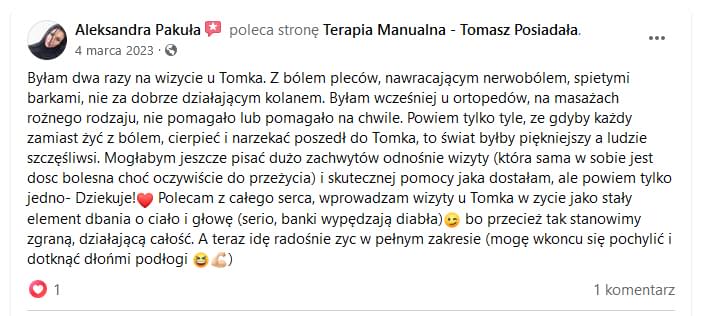 Aleksandra Pakuła poleca stronę Terapia Manualna - Tomasz Posiadała.
4 marca 2023 ·
Byłam dwa razy na wizycie u Tomka. Z bólem pleców, nawracającym nerwobólem, spietymi
barkami, nie za dobrze działającym kolanem. Byłam wcześniej u ortopedów, na masażach
rożnego rodzaju, nie pomagało lub pomagało na chwile. Powiem tylko tyle, ze gdyby każdy
zamiast żyć z bólem, cierpieć i narzekać poszedł do Tomka, to świat byłby piękniejszy a ludzie
szczęśliwsi. Mogłabym jeszcze pisać dużo zachwytów odnośnie wizyty (która sama w sobie jest
dosc bolesna choć oczywiście do przeżycia) i skutecznej pomocy jaka dostałam, ale powiem tylko
jedno- Dziekuje!❤️ Polecam z całego serca, wprowadzam wizyty u Tomka w zycie jako stały
element dbania o ciało i głowę (serio, banki wypędzają diabła)😉 bo przecież tak stanowimy
zgraną, działającą całość. A teraz idę radośnie zyc w pełnym zakresie (mogę wkoncu się pochylić i
dotknąć dłońmi podłogi 😆💪🏻)
1 1 komentarz